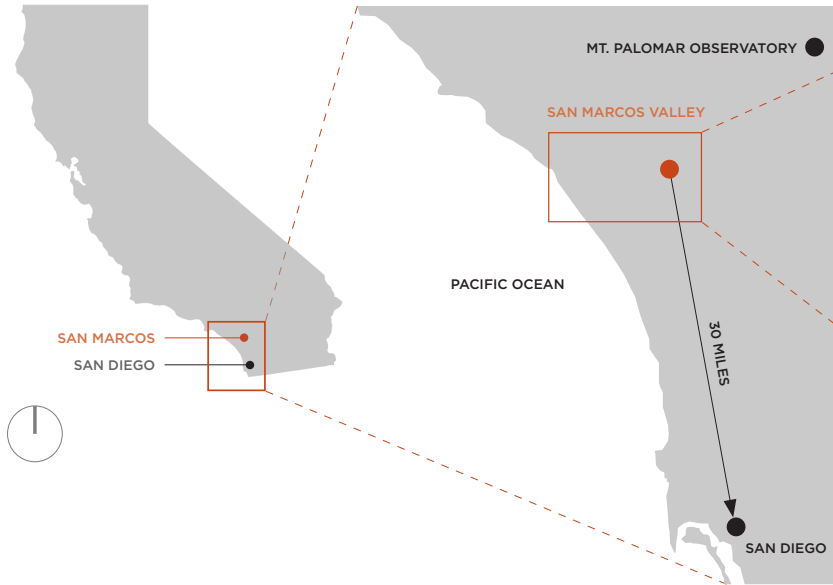 MT. PALOMAR OBSERVATORY
SAN MARCOS VALLEY
PACIFIC OCEAN
30 MILES
SAN MARCOS
SAN DIEGO
SAN DIEGO